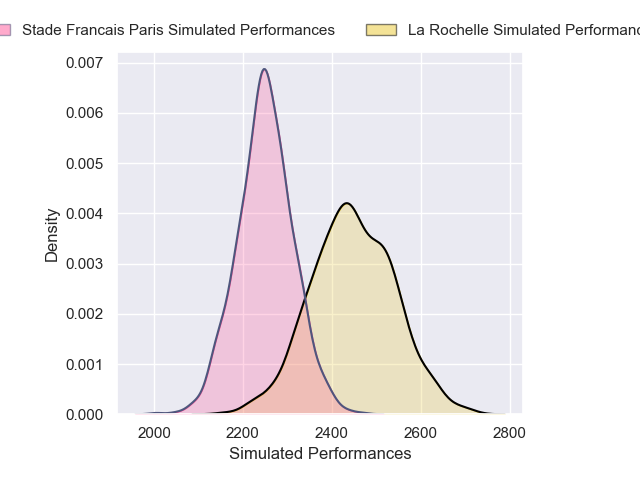 Stade Francais Paris Simulated Performances La Rochelle Simulated
0.007
0.006
0.005
0.004
0.003
0.002
0.001
0.000
Density
2000 2200 2400 2600 2800
Simulated Performances